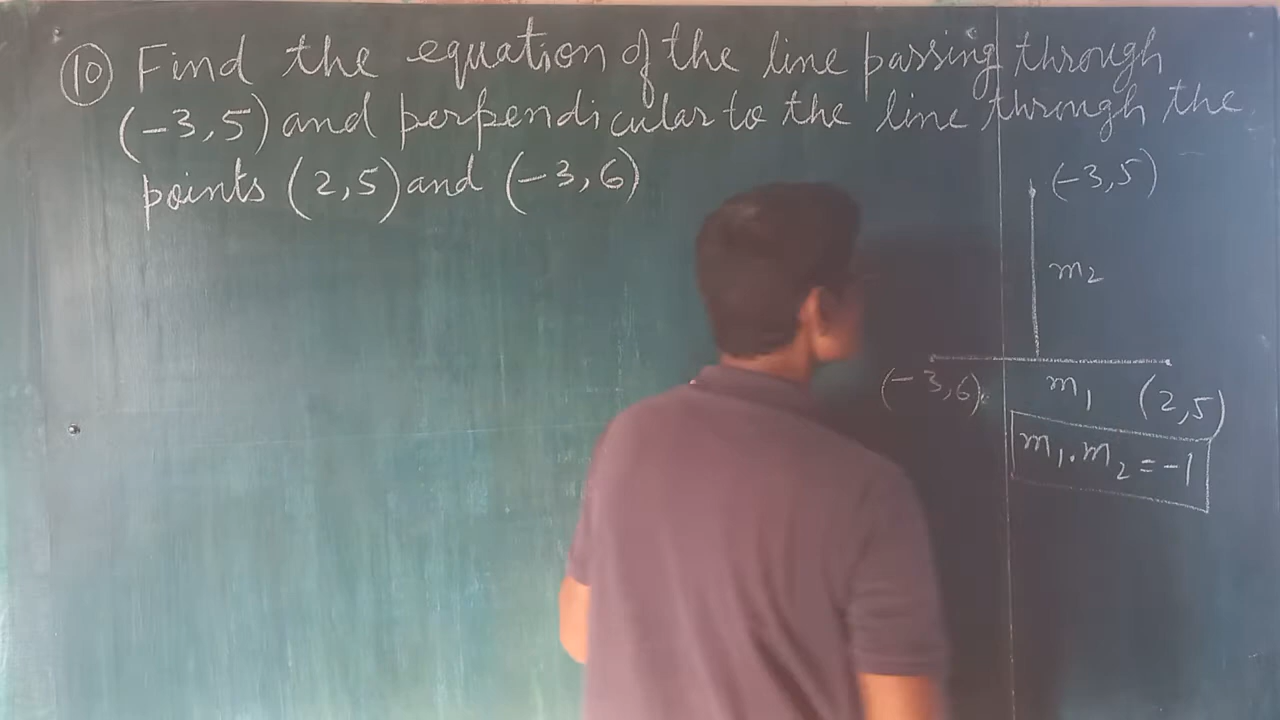 ⑩ Find the equation of the line passing through
(-3,5) and perpendicular to the line through the
points (2,5) and (-3,6)
(-3,5)
m₂
(-3,6) m₁ (2,5)
m₁.m₂ = -1